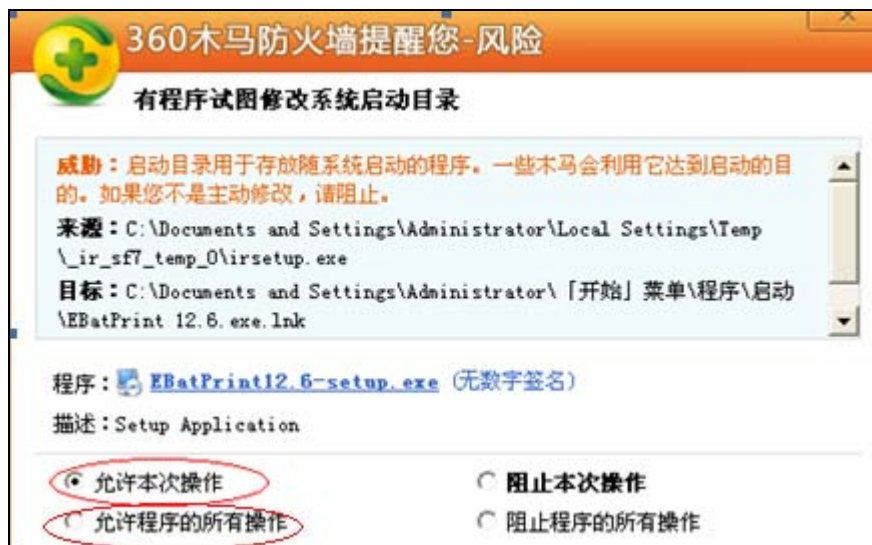 360木马防火墙提醒您-风险
有程序试图修改系统启动目录
威胁：启动目录用于存放随系统启动的程序。一些木马会利用它达到启动的目
的。如果您不是主动修改，请阻止。
来源：C:\Documents and Settings\Administrator\Local Settings\Temp
\_ir_sf7_temp_0\irsetup.exe
目标：C:\Documents and Settings\Administrator\「开始」菜单\程序\启动
\EBatPrint 12.6.exe.lnk
程序： EBatPrint12.6-setup.exe (无数字签名)
描述：Setup Application
允许本次操作 阻止本次操作
允许程序的所有操作 阻止程序的所有操作